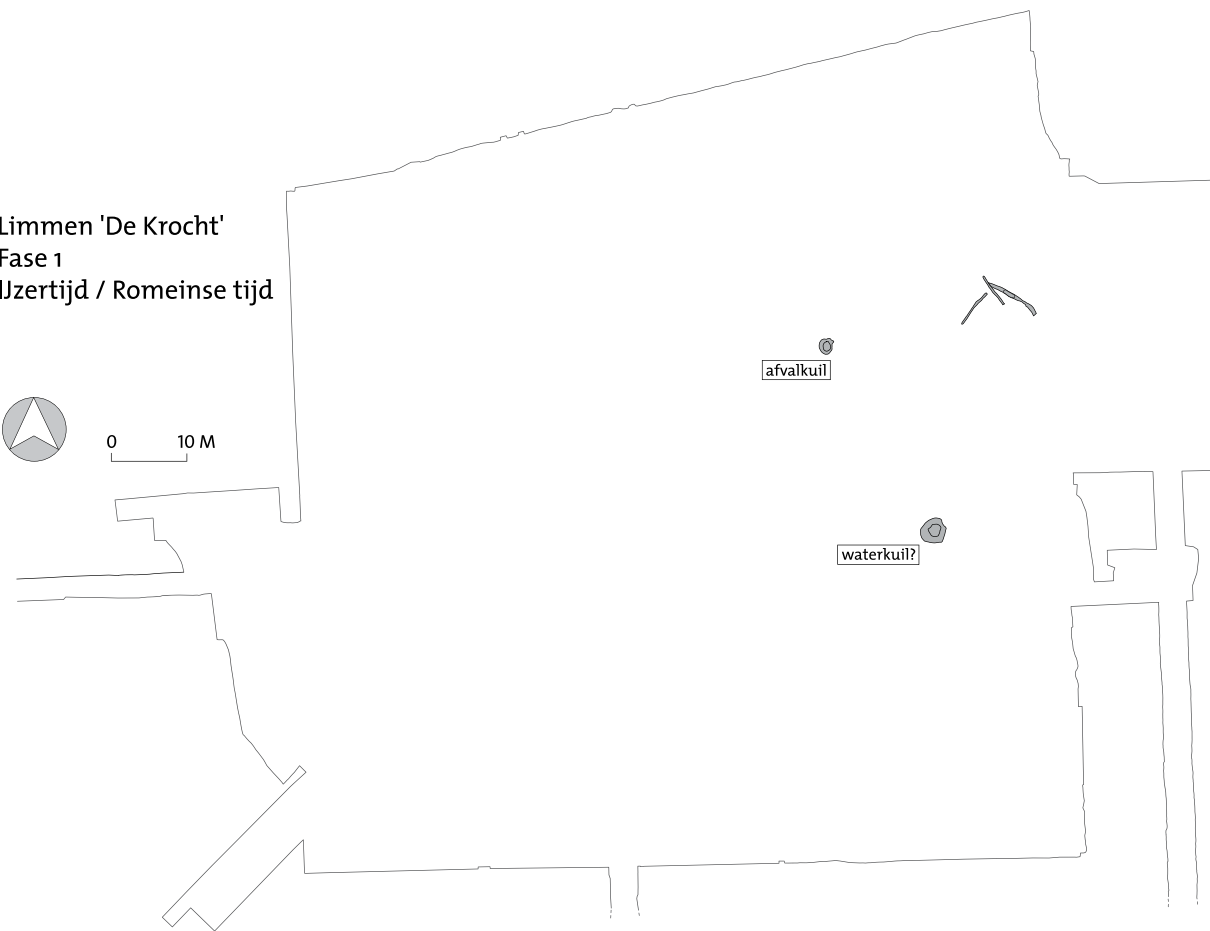 Limmen 'De Krocht'
Fase 1
IJzertijd / Romeinse tijd
afvalkuil
0 10 M
waterkuil?